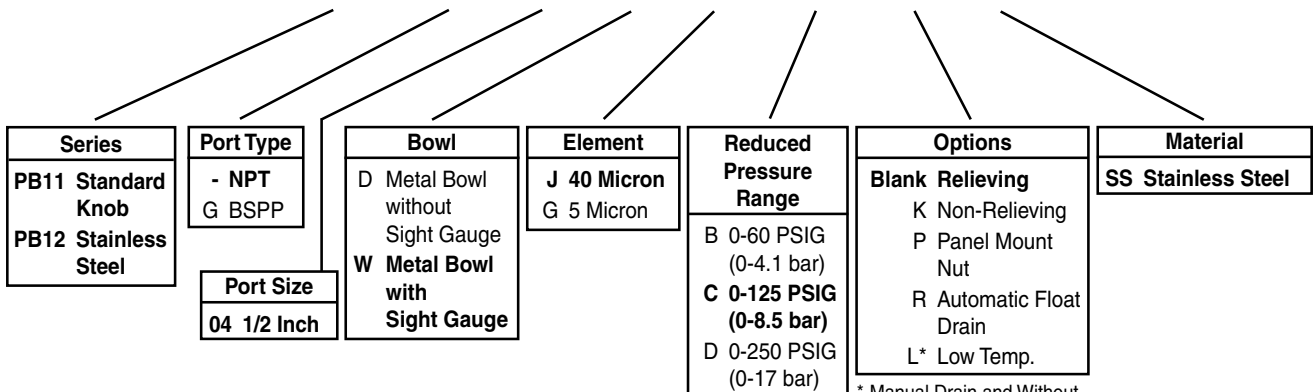 Series
PB11 Standard
Knob
PB12 Stainless
Steel
Port Type
- NPT
G BSPP
Port Size
04 1/2 Inch
Bowl
D Metal Bowl
without
Sight Gauge
W Metal Bowl
with
Sight Gauge
Element
J 40 Micron
G 5 Micron
Reduced
Pressure
Range
B 0-60 PSIG
(0-4.1 bar)
C 0-125 PSIG
(0-8.5 bar)
D 0-250 PSIG
(0-17 bar)
Options
Blank Relieving
K Non-Relieving
P Panel Mount
Nut
R Automatic Float
Drain
L* Low Temp.
* Manual Drain and Without
Material
SS Stainless Steel